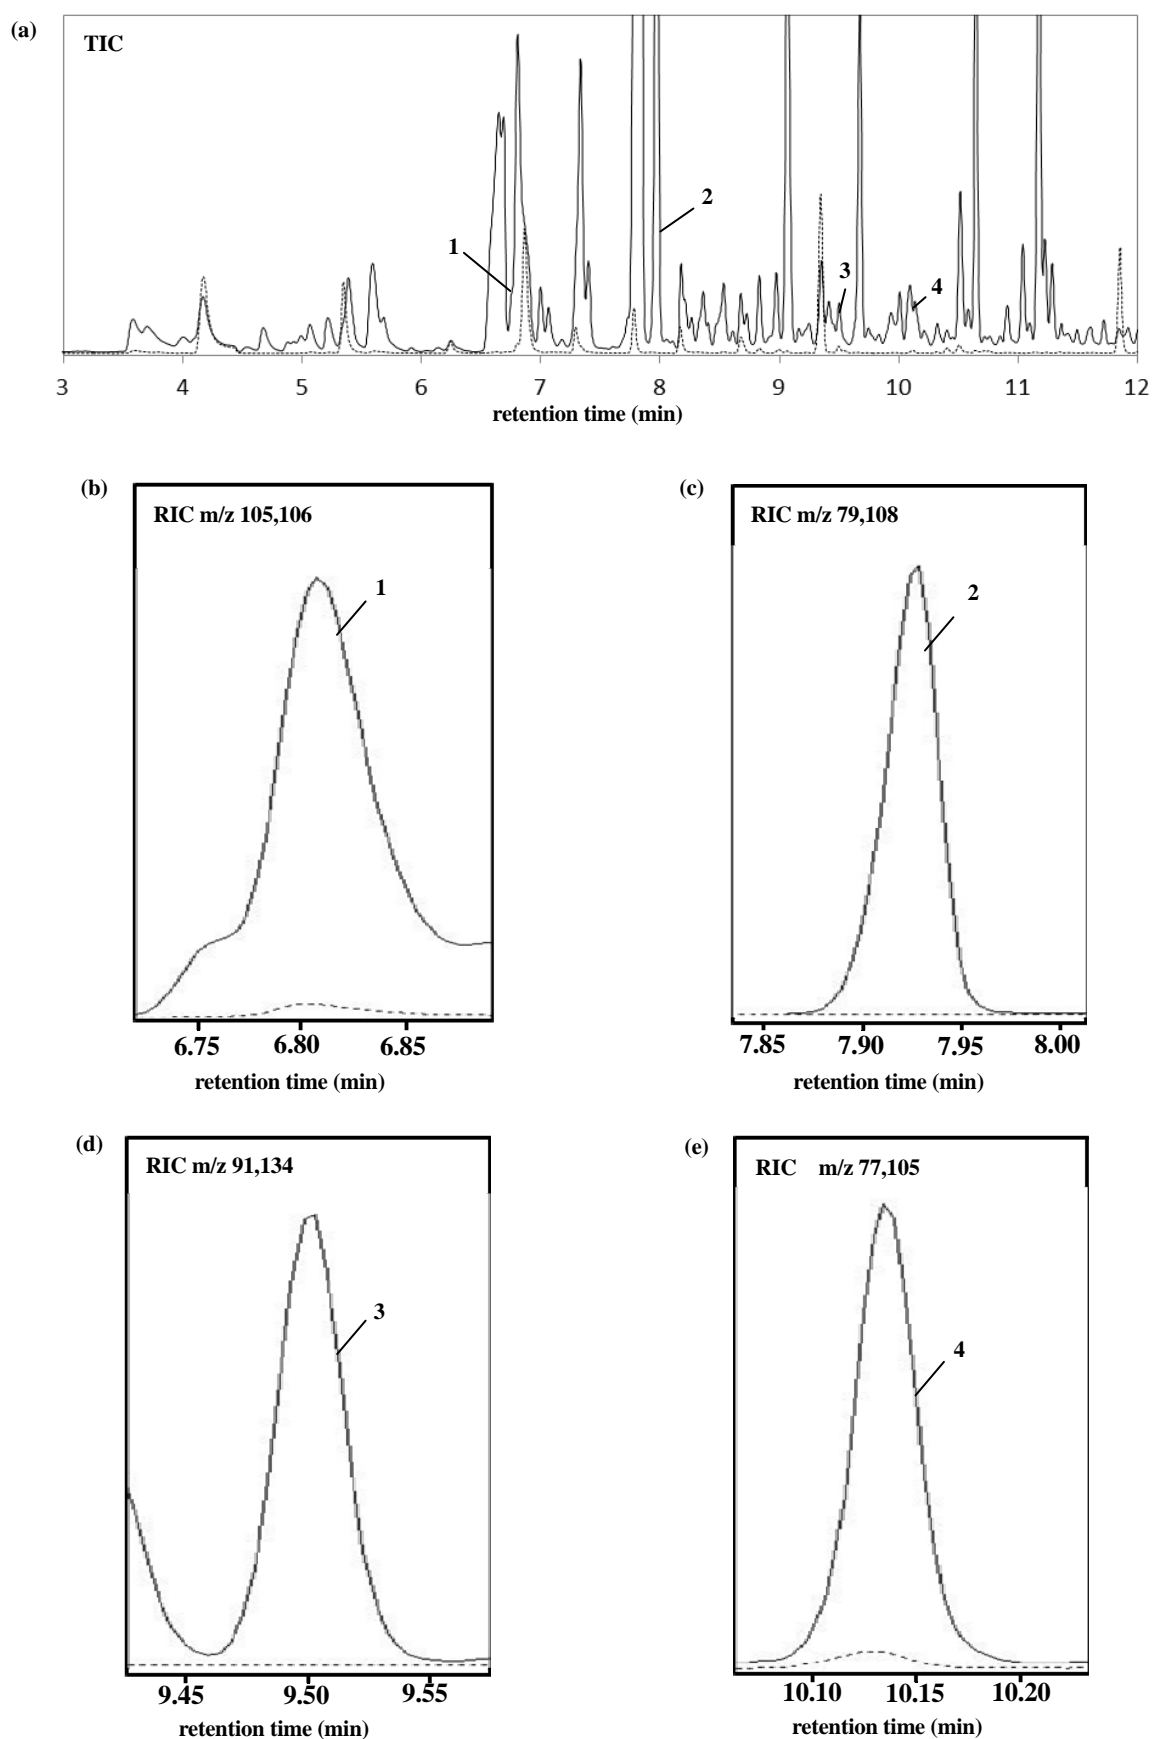 (a)
TIC
1
2
3
4
3 4 5 6 7 8 9 10 11 12
retention time (min)
(b)
RIC m/z 105,106
1
6.75 6.80 6.85
retention time (min)
(c)
RIC m/z 79,108
2
7.85 7.90 7.95 8.00
retention time (min)
(d)
RIC m/z 91,134
3
9.45 9.50 9.55
retention time (min)
(e)
RIC m/z 77,105
4
10.10 10.15 10.20
retention time (min)